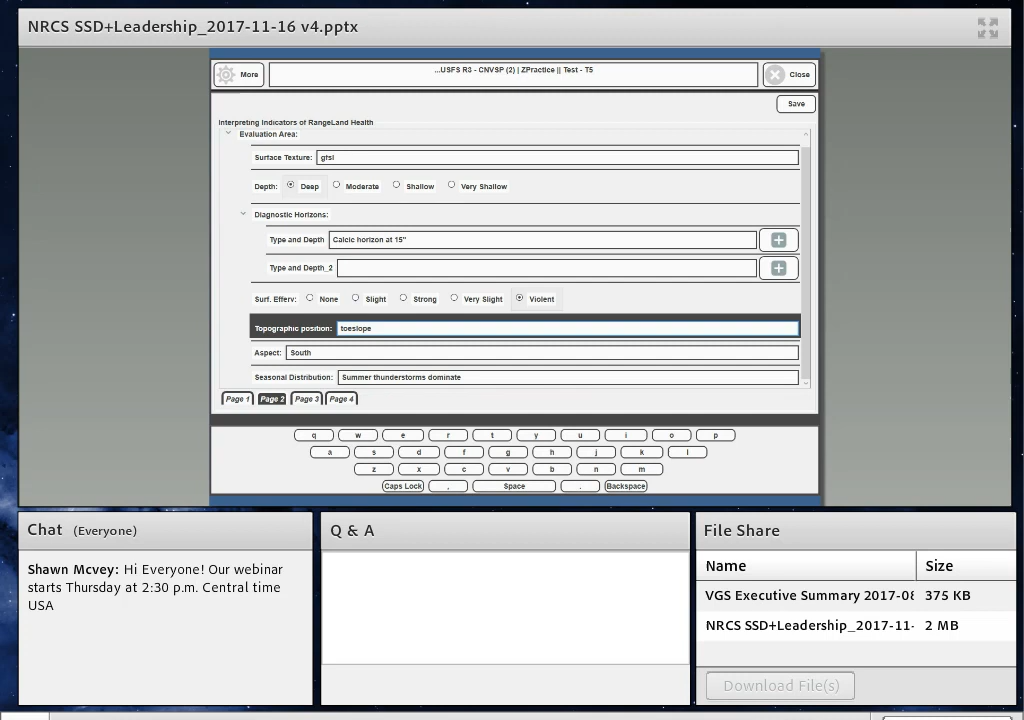 NRCS SSD+Leadership_2017-11-16 v4.pptx
More
...USFS R3 - CNVSP (2) | ZPractice || Test - T5
Close
Save
Interpreting Indicators of RangeLand Health
Evaluation Area:
Surface Texture: gfsl
Depth: Deep Moderate Shallow Very Shallow
Diagnostic Horizons:
Type and Depth Calcic horizon at 15"
Type and Depth_2
Surf. Efferv: None Slight Strong Very Slight Violent
Topographic position: toeslope
Aspect: South
Seasonal Distribution: Summer thunderstorms dominate
Page 1 Page 2 Page 3 Page 4
q w e r t y u i o p
a s d f g h j k l
z x c v b n m
Caps Lock , Space . Backspace
Chat (Everyone)
Shawn Mcvey: Hi Everyone! Our webinar
starts Thursday at 2:30 p.m. Central time
USA
Q & A
File Share
Name Size
VGS Executive Summary 2017-08 375 KB
NRCS SSD+Leadership_2017-11- 2 MB
Download File(s)